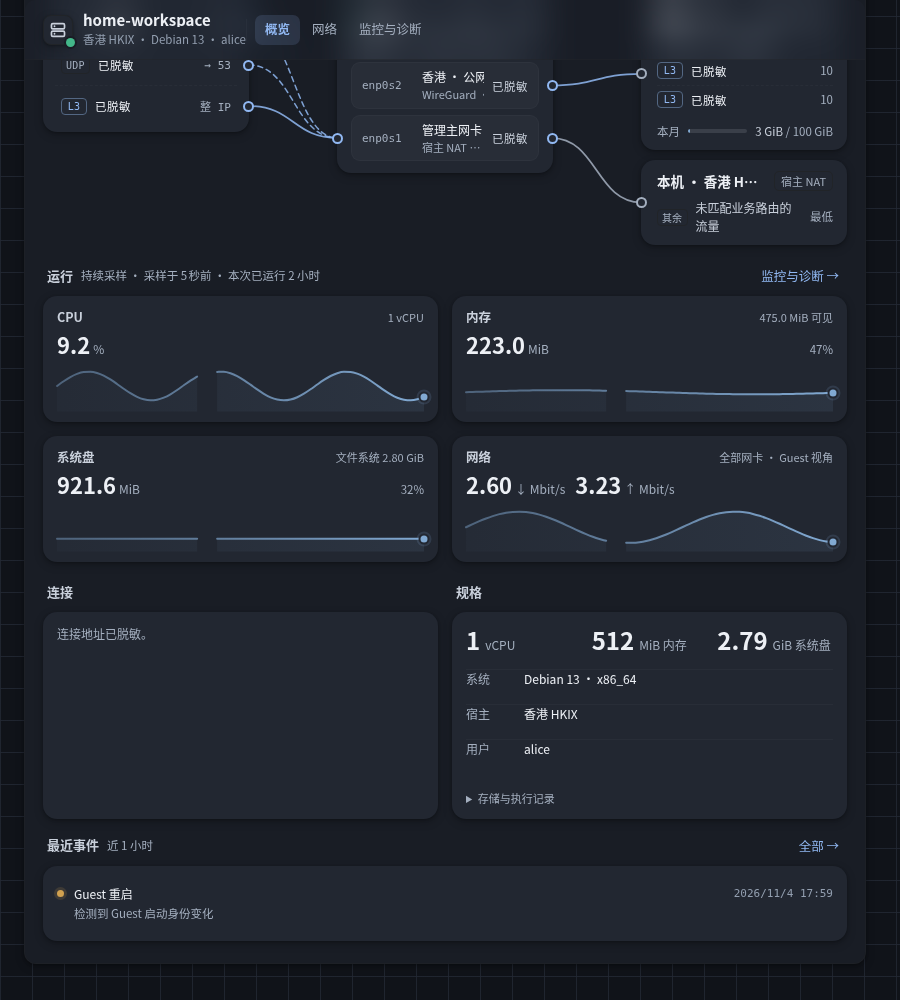 home-workspace
香港 HKIX • Debian 13 • alice
概览
网络
监控与诊断
UDP 已脱敏 → 53
L3 已脱敏 整 IP
enp0s2 香港 • 公网 已脱敏
WireGuard ·
enp0s1 管理主网卡 已脱敏
宿主 NAT ···
L3 已脱敏 10
L3 已脱敏 10
本月 3 GiB / 100 GiB
本机 • 香港 H··· 宿主 NAT
其余 未匹配业务路由的流量 最低
运行 持续采样 • 采样于 5 秒前 • 本次已运行 2 小时
监控与诊断 →
CPU 1 vCPU
9.2 %
内存 475.0 MiB 可见
223.0 MiB 47%
系统盘 文件系统 2.80 GiB
921.6 MiB 32%
网络 全部网卡 • Guest 视角
2.60 ↓ Mbit/s 3.23 ↑ Mbit/s
连接
连接地址已脱敏。
规格
1 vCPU 512 MiB 内存 2.79 GiB 系统盘
系统 Debian 13 • x86_64
宿主 香港 HKIX
用户 alice
▶ 存储与执行记录
最近事件 近 1 小时
全部 →
Guest 重启 2026/11/4 17:59
检测到 Guest 启动身份变化